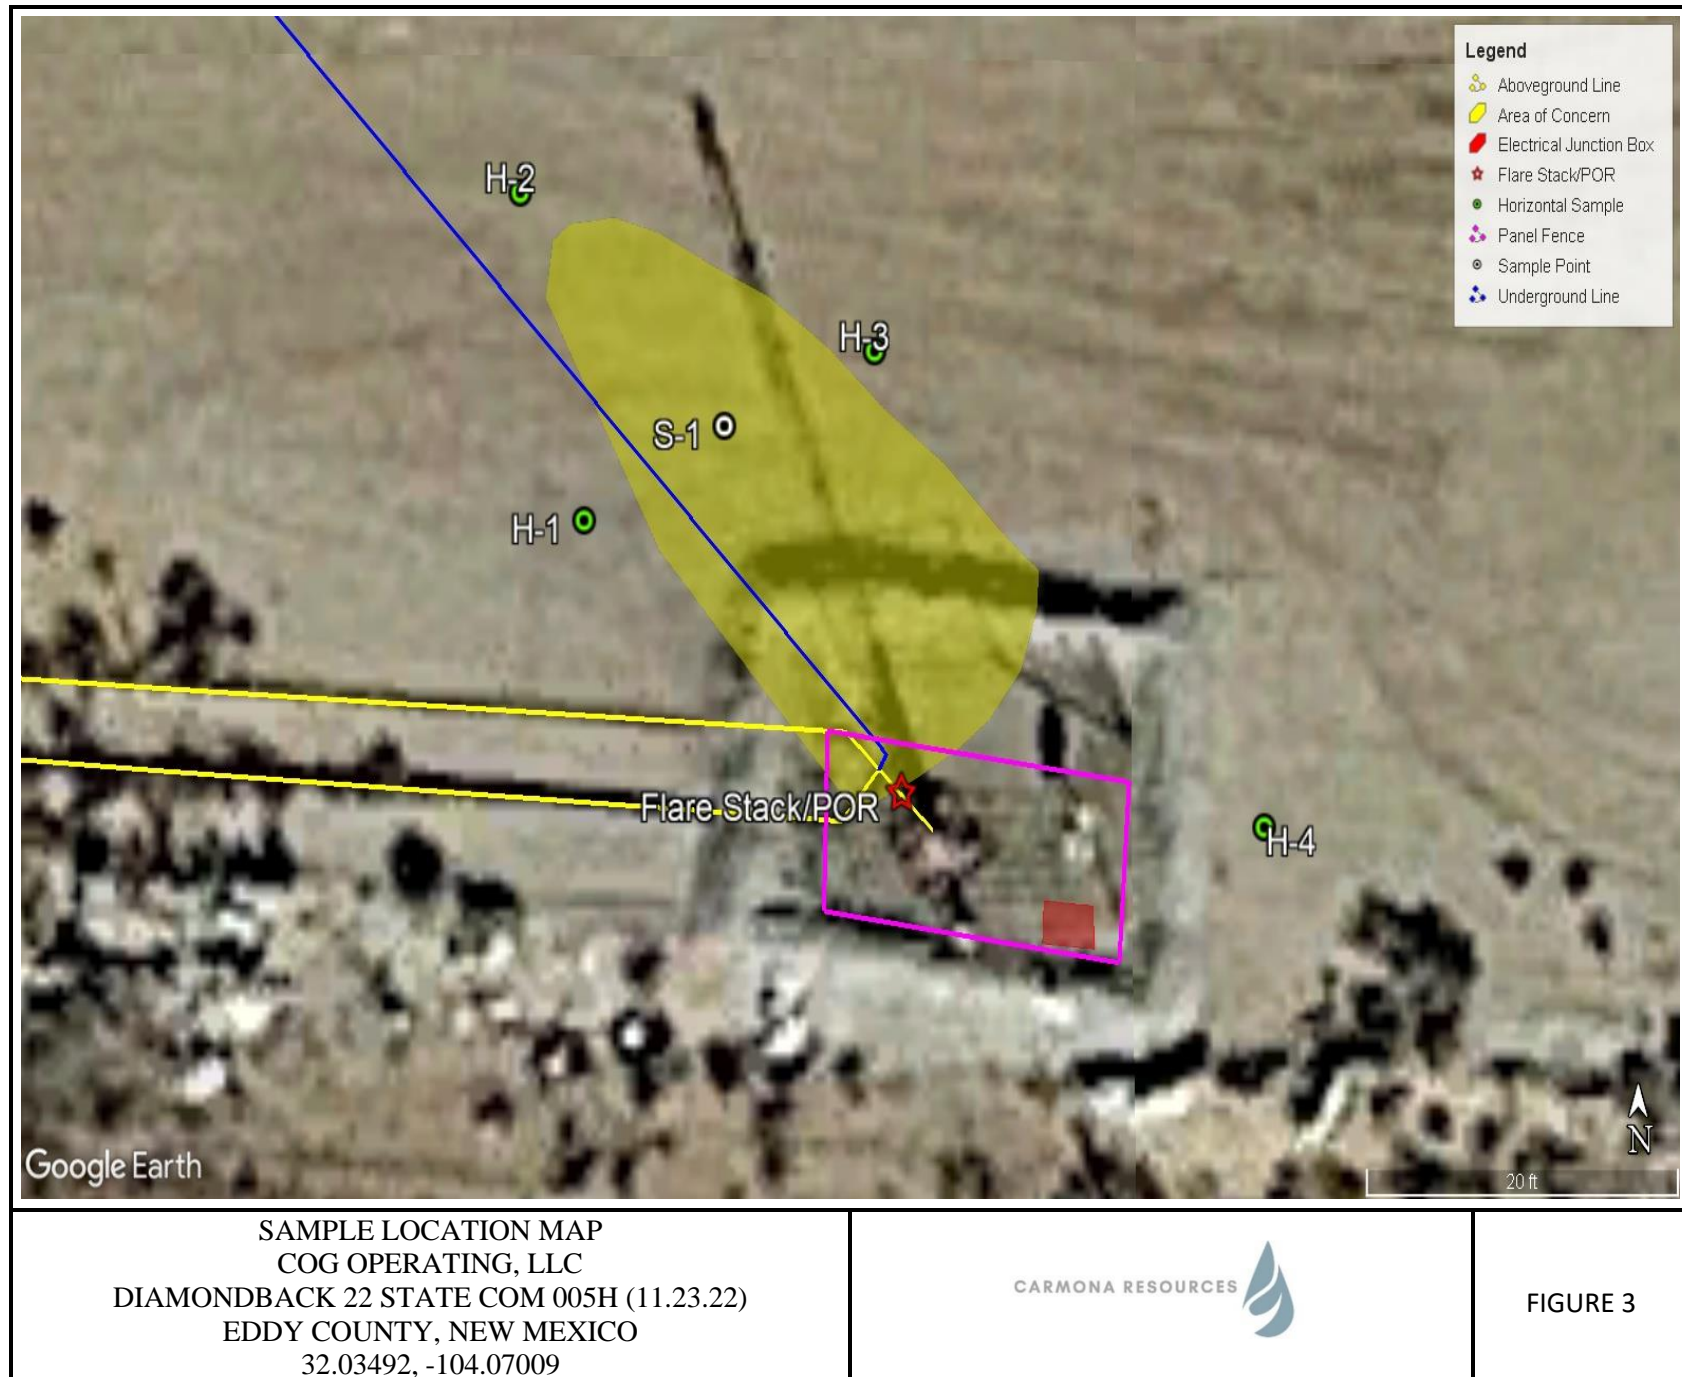 Legend
Aboveground Line
Area of Concern
Electrical Junction Box
Flare Stack/POR
Horizontal Sample
Panel Fence
Sample Point
Underground Line
H-2
H-3
S-1
H-1
Flare Stack/POR
H-4
N
Google Earth
20 ft
SAMPLE LOCATION MAP
COG OPERATING, LLC
DIAMONDBACK 22 STATE COM 005H (11.23.22)
EDDY COUNTY, NEW MEXICO
32.03492, -104.07009
CARMONA RESOURCES
FIGURE 3